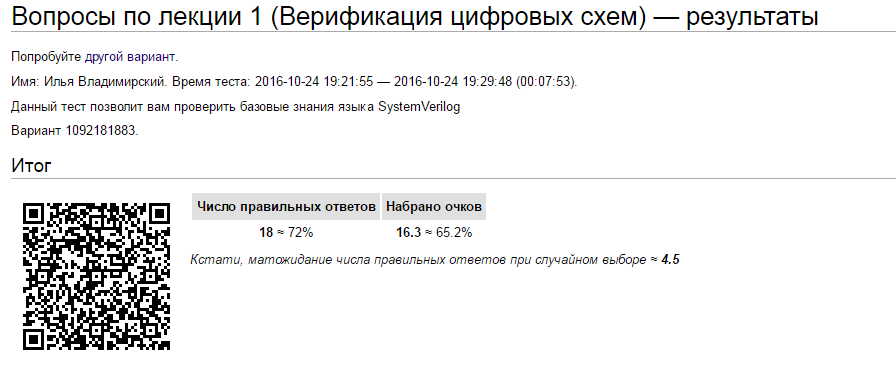 Вопросы по лекции 1 (Верификация цифровых схем) — результаты
Попробуйте другой вариант.
Имя: Илья Владимирский. Время теста: 2016-10-24 19:21:55 — 2016-10-24 19:29:48 (00:07:53).
Данный тест позволит вам проверить базовые знания языка SystemVerilog
Вариант 1092181883.
Итог
Число правильных ответов Набрано очков
18 ≈ 72% 16.3 ≈ 65.2%
Кстати, матожидание числа правильных ответов при случайном выборе ≈ 4.5